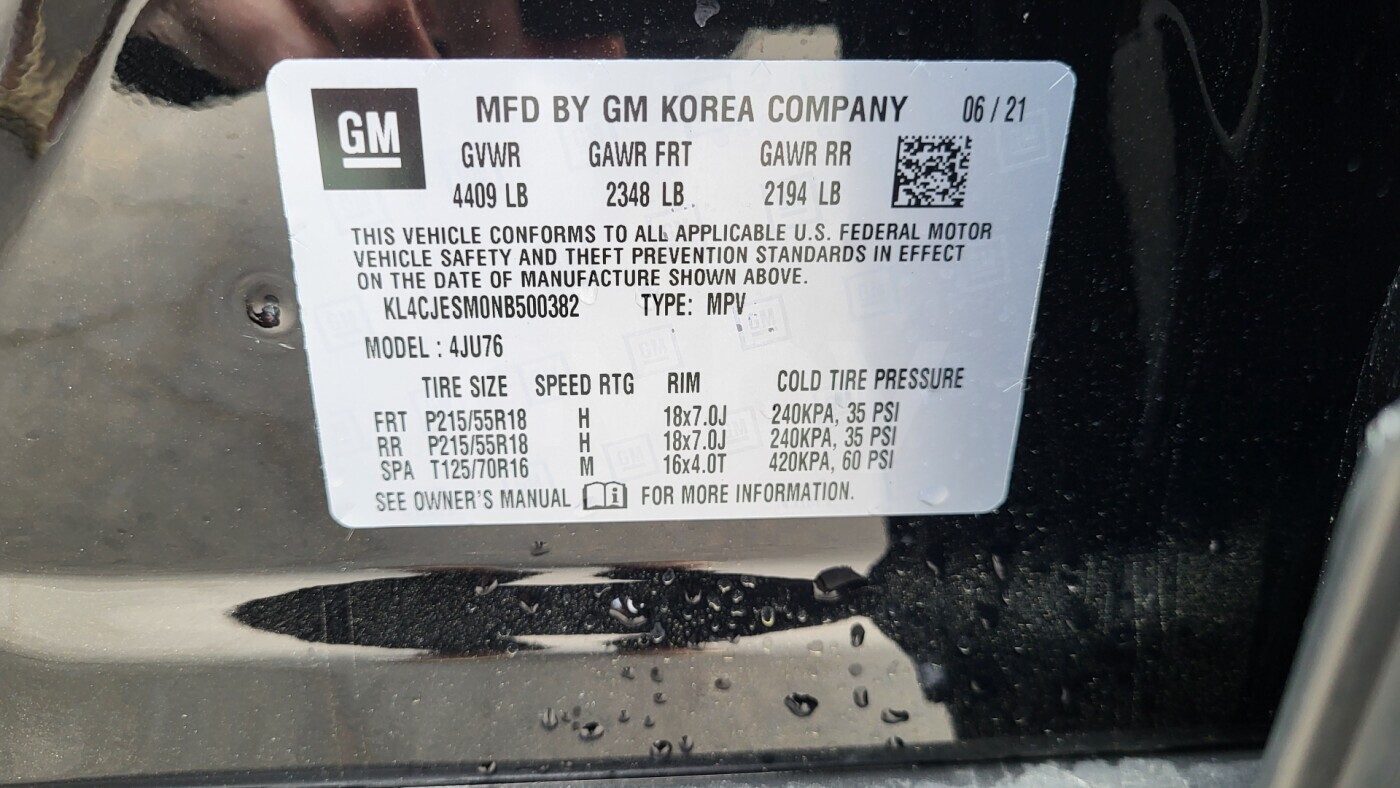 GM
MFD BY GM KOREA COMPANY 06 / 21
GVWR GAWR FRT GAWR RR
4409 LB 2348 LB 2194 LB
THIS VEHICLE CONFORMS TO ALL APPLICABLE U.S. FEDERAL MOTOR
VEHICLE SAFETY AND THEFT PREVENTION STANDARDS IN EFFECT
ON THE DATE OF MANUFACTURE SHOWN ABOVE.
KL4CJESM0NB500382 TYPE: MPV
MODEL : 4JU76
TIRE SIZE SPEED RTG RIM COLD TIRE PRESSURE
FRT P215/55R18 H 18x7.0J 240KPA, 35 PSI
RR P215/55R18 H 18x7.0J 240KPA, 35 PSI
SPA T125/70R16 M 16x4.0T 420KPA, 60 PSI
SEE OWNER'S MANUAL FOR MORE INFORMATION.